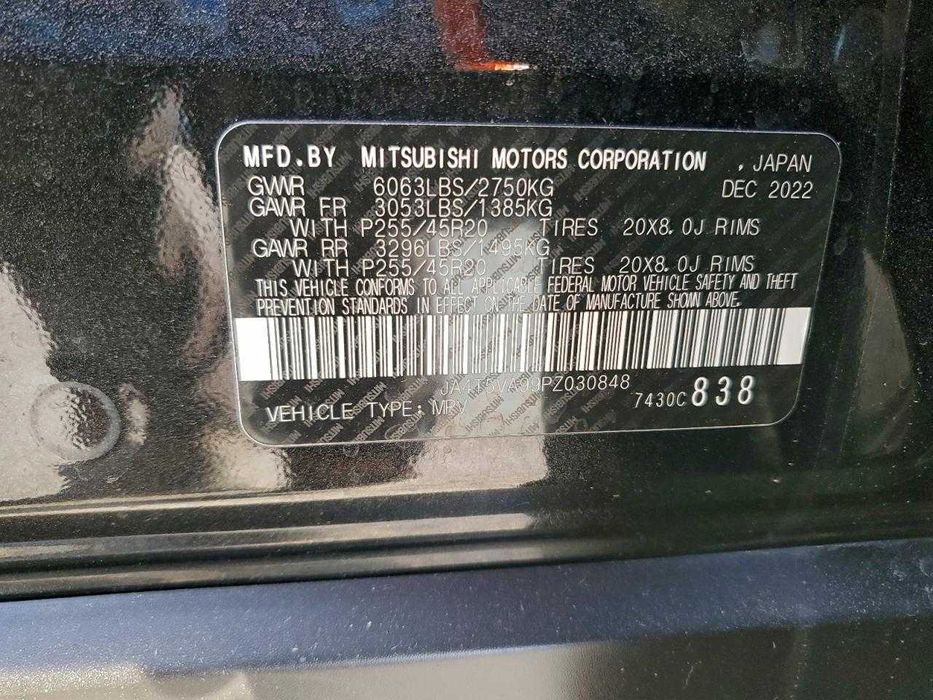 MFD.BY MITSUBISHI MOTORS CORPORATION , JAPAN
GVWR 6063LBS/2750KG DEC 2022
GAWR FR 3053LBS/1385KG
WITH P255/45R20 TIRES 20X8.0J RIMS
GAWR RR 3296LBS/1495KG
WITH P255/45R20 TIRES 20X8.0J RIMS
THIS VEHICLE CONFORMS TO ALL APPLICABLE FEDERAL MOTOR VEHICLE SAFETY AND THEFT
PREVENTION STANDARDS IN EFFECT ON THE DATE OF MANUFACTURE SHOWN ABOVE.
VEHICLE TYPE: MPV 7430C 838